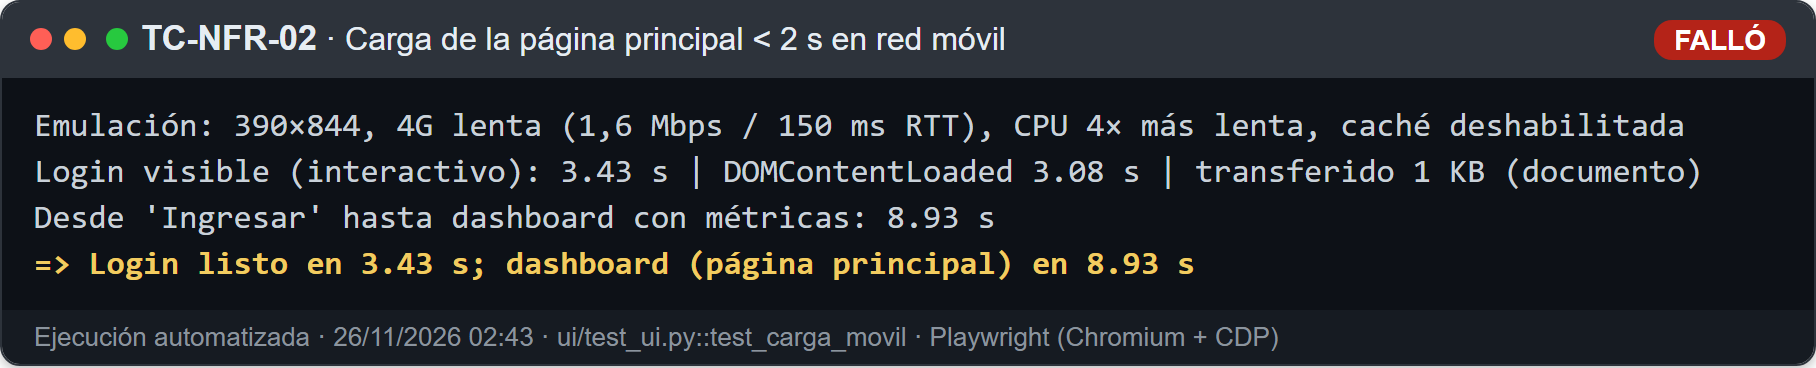 TC-NFR-02 · Carga de la página principal < 2 s en red móvil FALLÓ
Emulación: 390×844, 4G lenta (1,6 Mbps / 150 ms RTT), CPU 4× más lenta, caché deshabilitada
Login visible (interactivo): 3.43 s | DOMContentLoaded 3.08 s | transferido 1 KB (documento)
Desde 'Ingresar' hasta dashboard con métricas: 8.93 s
=> Login listo en 3.43 s; dashboard (página principal) en 8.93 s
Ejecución automatizada · 26/11/2026 02:43 · ui/test_ui.py::test_carga_movil · Playwright (Chromium + CDP)